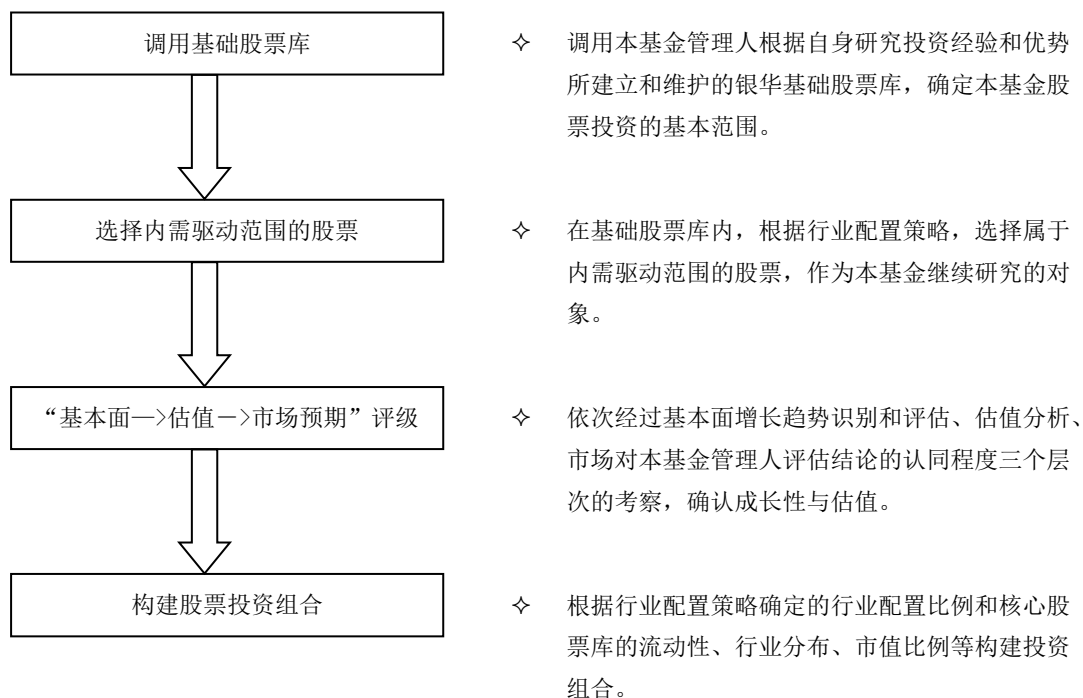 调用基础股票库
✧ 调用本基金管理人根据自身研究投资经验和优势
所建立和维护的银华基础股票库，确定本基金股
票投资的基本范围。
选择内需驱动范围的股票
✧ 在基础股票库内，根据行业配置策略，选择属于
内需驱动范围的股票，作为本基金继续研究的对
象。
“基本面—>估值－>市场预期”评级
✧ 依次经过基本面增长趋势识别和评估、估值分析、
市场对本基金管理人评估结论的认同程度三个层
次的考察，确认成长性与估值。
构建股票投资组合
✧ 根据行业配置策略确定的行业配置比例和核心股
票库的流动性、行业分布、市值比例等构建投资
组合。